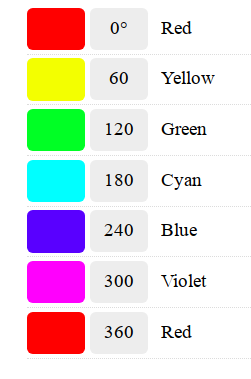 0° Red
60 Yellow
120 Green
180 Cyan
240 Blue
300 Violet
360 Red